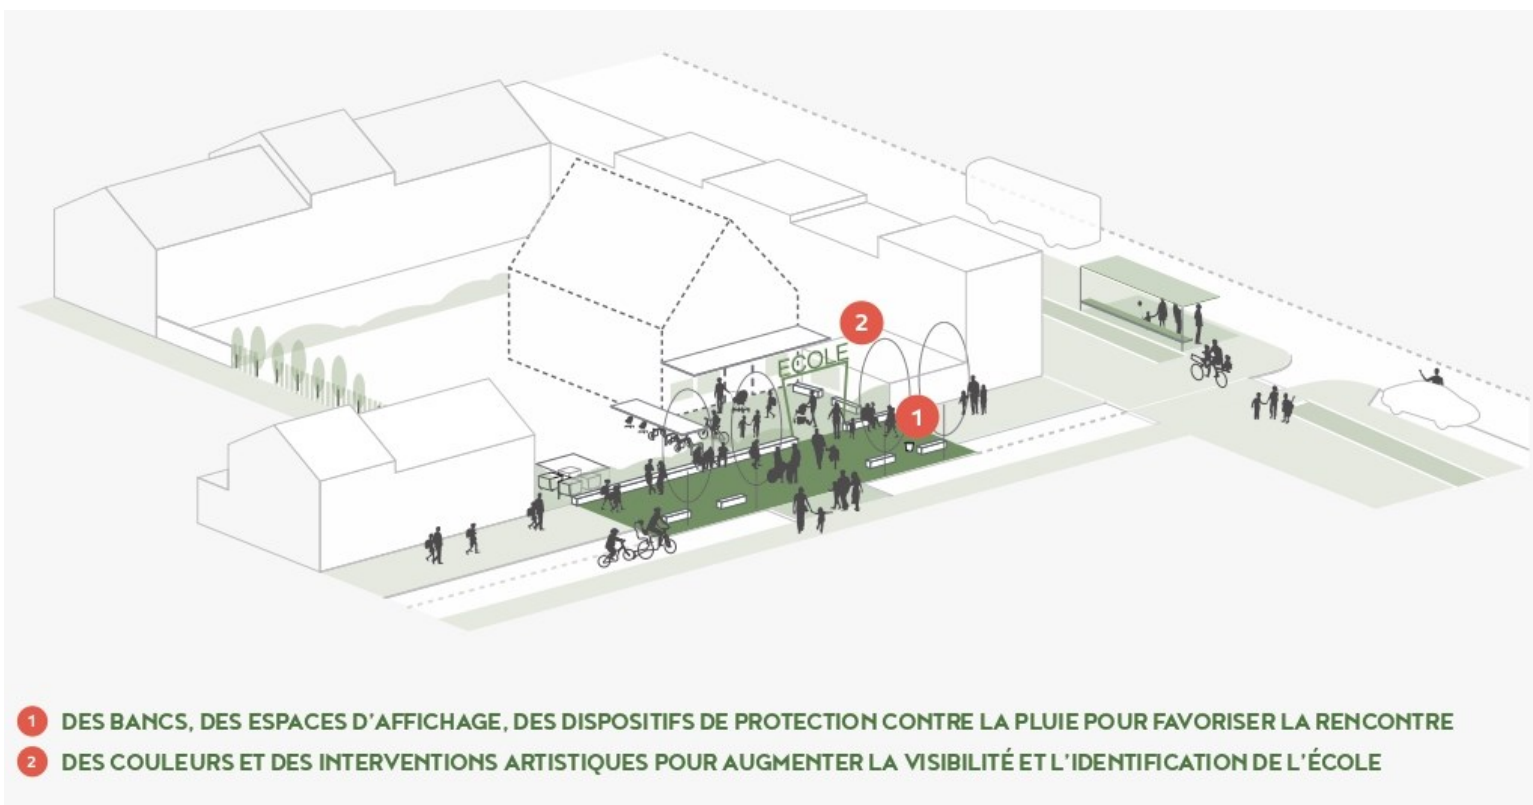 2
ECOLE
1
1 DES BANCS, DES ESPACES D'AFFICHAGE, DES DISPOSITIFS DE PROTECTION CONTRE LA PLUIE POUR FAVORISER LA RENCONTRE
2 DES COULEURS ET DES INTERVENTIONS ARTISTIQUES POUR AUGMENTER LA VISIBILITÉ ET L'IDENTIFICATION DE L'ÉCOLE